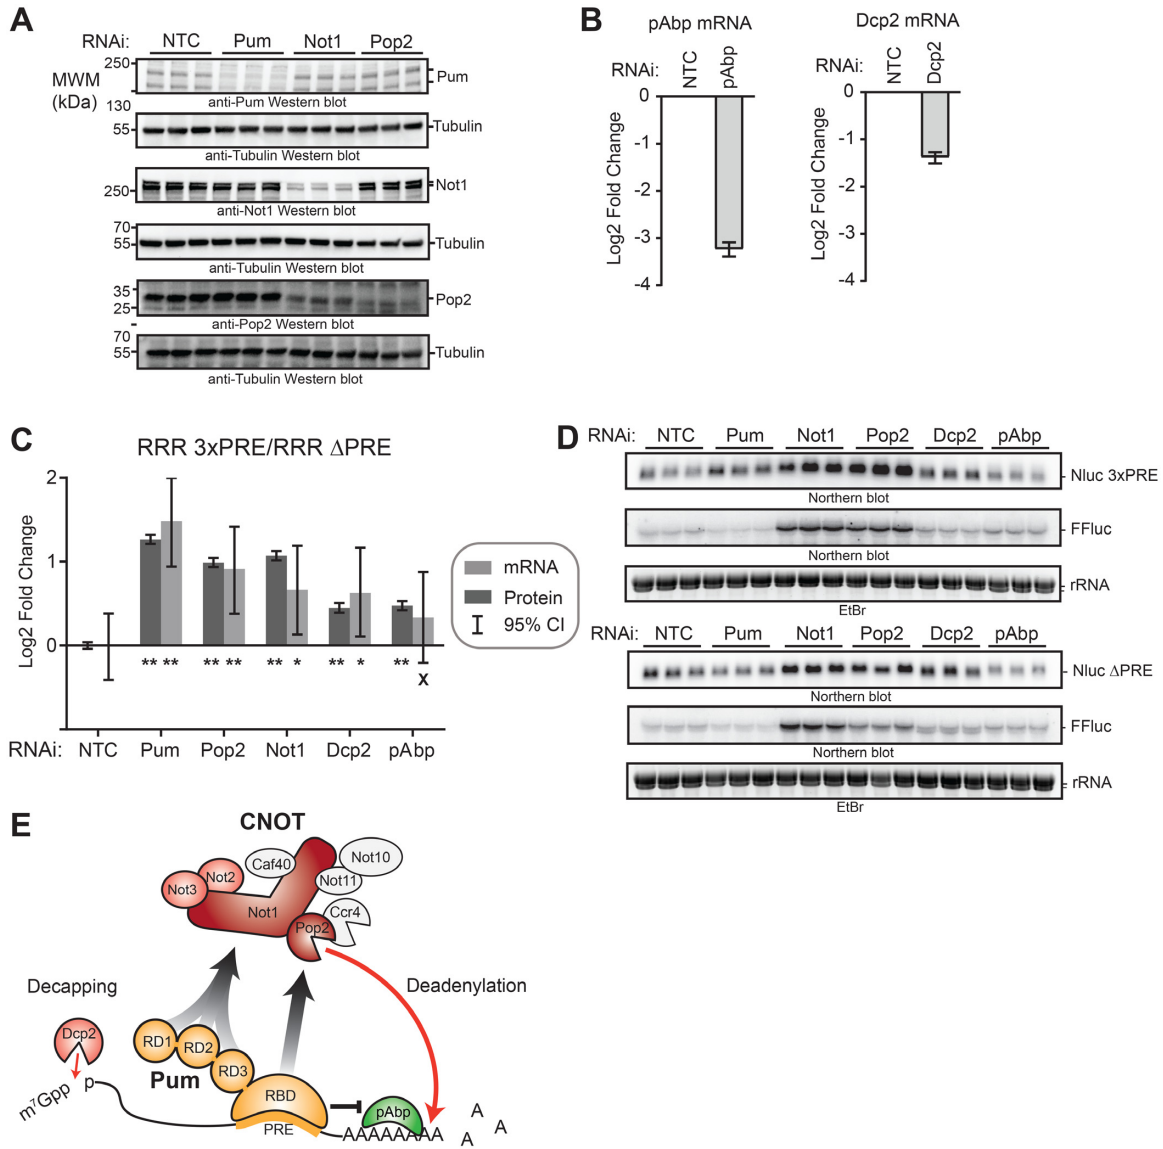 A
RNAi: NTC Pum Not1 Pop2
MWM
(kDa)
250
130
Pum
anti-Pum Western blot
55
Tubulin
anti-Tubulin Western blot
250
Not1
anti-Not1 Western blot
70
55
Tubulin
anti-Tubulin Western blot
35
25
Pop2
anti-Pop2 Western blot
70
55
Tubulin
anti-Tubulin Western blot
B
pAbp mRNA
RNAi: NTC pAbp
Log2 Fold Change
0
-1
-2
-3
-4
Dcp2 mRNA
RNAi: NTC Dcp2
Log2 Fold Change
0
-1
-2
-3
-4
C
RRR 3xPRE/RRR ΔPRE
Log2 Fold Change
2
1
0
** ** ** ** ** * ** * **
X
RNAi: NTC Pum Pop2 Not1 Dcp2 pAbp
mRNA
Protein
95% CI
D
RNAi: NTC Pum Not1 Pop2 Dcp2 pAbp
Nluc 3xPRE
Northern blot
FFluc
Northern blot
rRNA
EtBr
RNAi: NTC Pum Not1 Pop2 Dcp2 pAbp
Nluc ΔPRE
Northern blot
FFluc
Northern blot
rRNA
EtBr
E
CNOT
Not3
Not2
Caf40
Not10
Not11
Not1
Ccr4
Pop2
Decapping
Deadenylation
Dcp2
RD1
RD2
RD3
Pum
m⁷Gpp
p
RBD
PRE
pAbp
AAAAAAAA
A
A
A